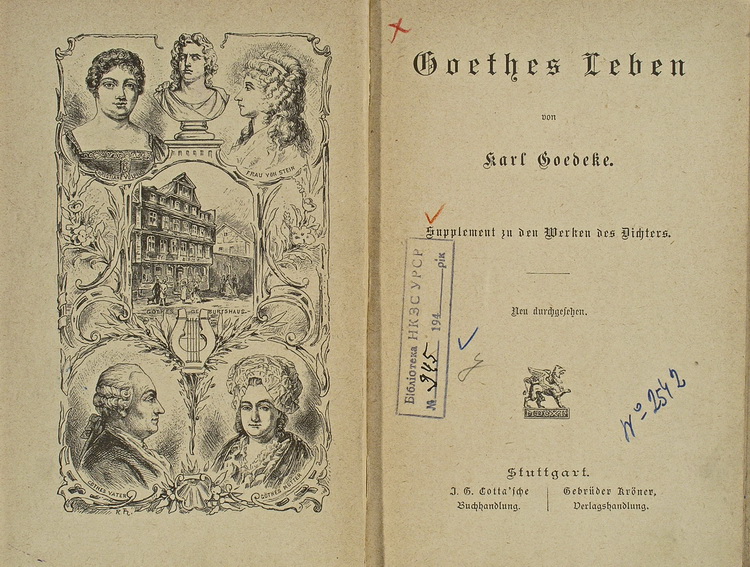 FRAU VON STEIN
GOETHES GEBURTSHAUS
GOETHES VATER
GOETHES MUTTER
Goethes Leben
von
Karl Goedeke.
Supplement zu den Werken des Dichters.
Neu durchgesehen.
Бібліотека НКЗС УРСР
№ 945 194 рік
№ 2542
Stuttgart.
J. G. Cotta'sche
Buchhandlung.
Gebrüder Kröner,
Verlagshandlung.